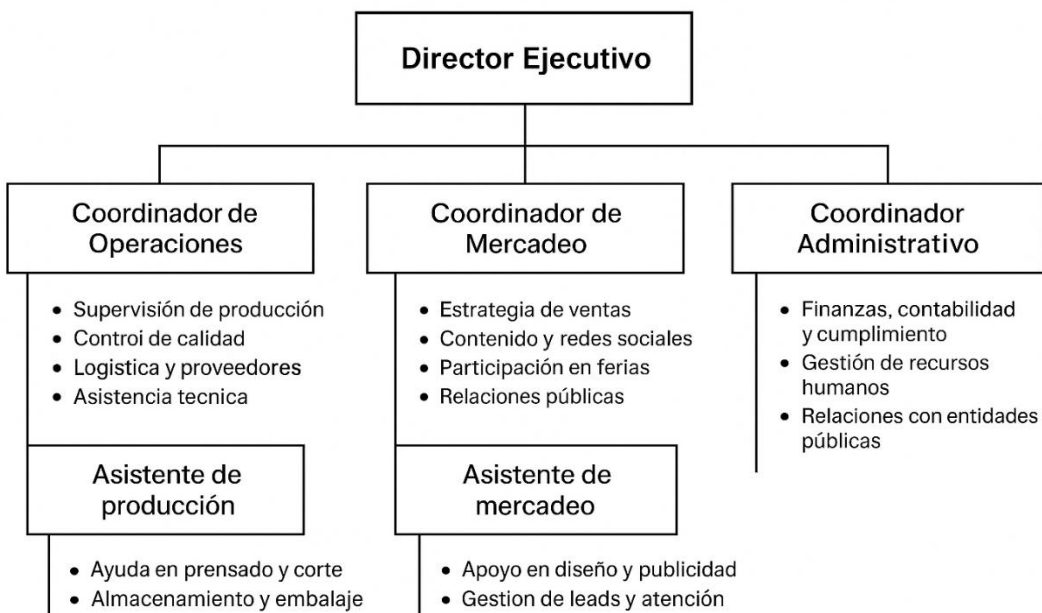 Director Ejecutivo
Coordinador de
Operaciones
• Supervisión de producción
• Controi de calidad
• Logistica y proveedores
• Asistencia tecnica
Asistente de
producción
• Ayuda en prensado y corte
• Almacenamiento y embalaje
Coordinador de
Mercadeo
• Estrategia de ventas
• Contenido y redes sociales
• Participación en ferias
• Relaciones públicas
Asistente de
mercadeo
• Apoyo en diseño y publicidad
• Gestion de leads y atención
Coordinador
Administrativo
• Finanzas, contabilidad
y cumplimiento
• Gestión de recursos
humanos
• Relaciones con entidades
públicas